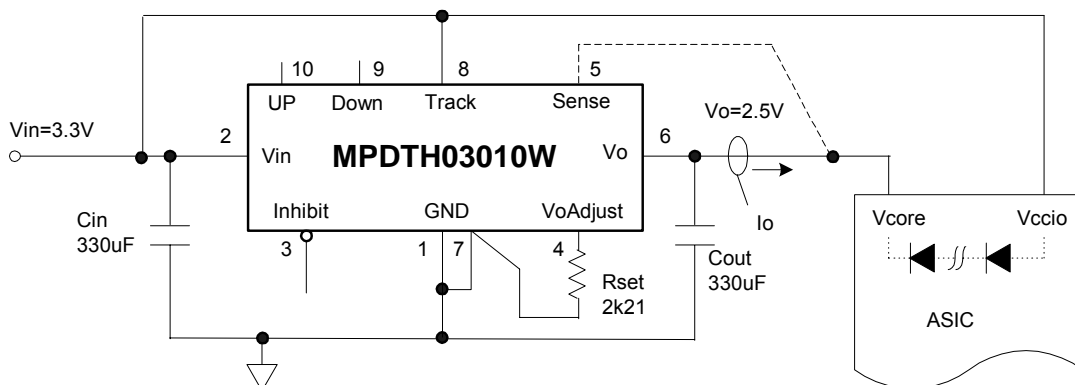 10 9 8 5
UP Down Track Sense
Vin=3.3V
Vo=2.5V
2
6
Vin MPDTH03010W Vo
Inhibit GND VoAdjust
Cin
330uF
3
1 7
4
Io
Vcore Vccio
Cout
330uF
Rset
2k21
ASIC